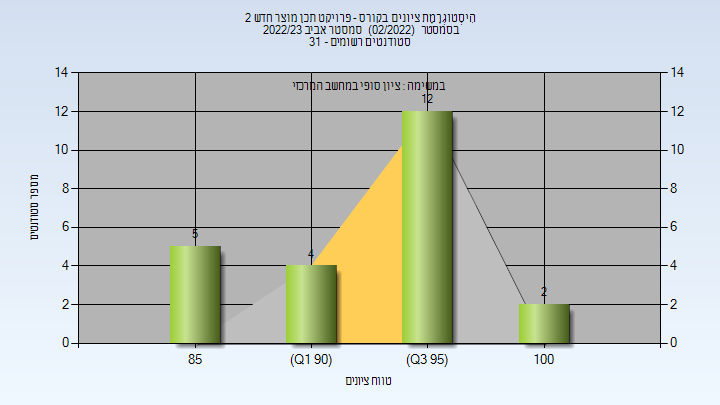 היסטוגרמת ציונים בקורס - פרויקט תכן מוצר חדש 2
בסמסטר (02/2022) סמסטר אביב 2022/23
סטודנטים רשומים - 31
במשימה : ציון סופי במחשב המרכזי
14
12
10
8
6
4
2
0
14
12
10
8
6
4
2
0
מספר סטודנטים
5
4
12
2
85
(Q1 90)
(Q3 95)
100
טווח ציונים